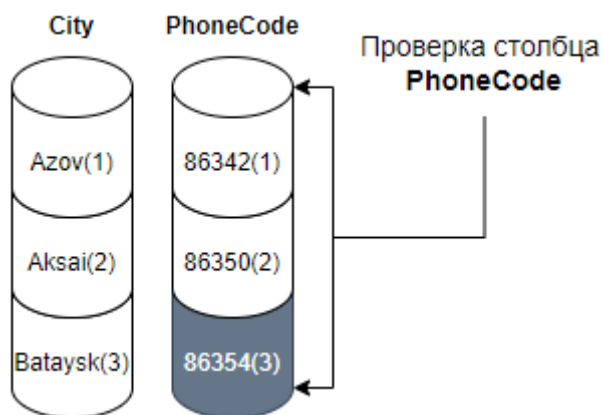 City
PhoneCode
Проверка столбца
PhoneCode
Azov(1)
86342(1)
Aksai(2)
86350(2)
Bataysk(3)
86354(3)